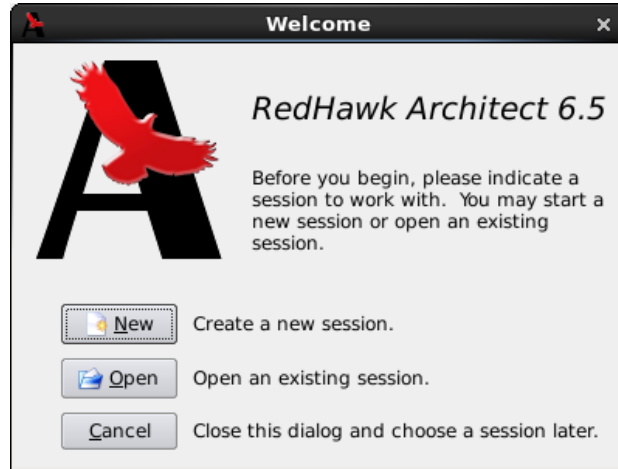 Welcome
RedHawk Architect 6.5
Before you begin, please indicate a
session to work with. You may start a
new session or open an existing
session.
New Create a new session.
Open Open an existing session.
Cancel Close this dialog and choose a session later.